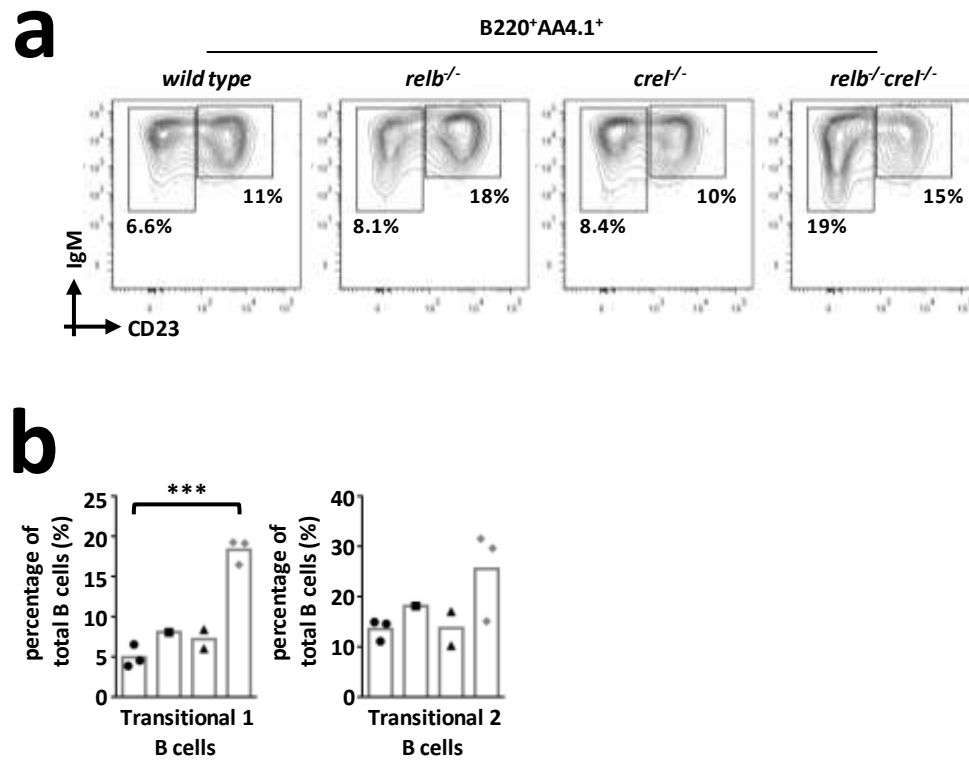 a
B220⁺AA4.1⁺
wild type relb⁻/⁻ crel⁻/⁻ relb⁻/⁻crel⁻/⁻
11% 18% 10% 15%
6.6% 8.1% 8.4% 19%
IgM
CD23
b
percentage of
total B cells (%)
25
20
15
10
5
0
***
Transitional 1
B cells
percentage of
total B cells (%)
40
30
20
10
0
Transitional 2
B cells